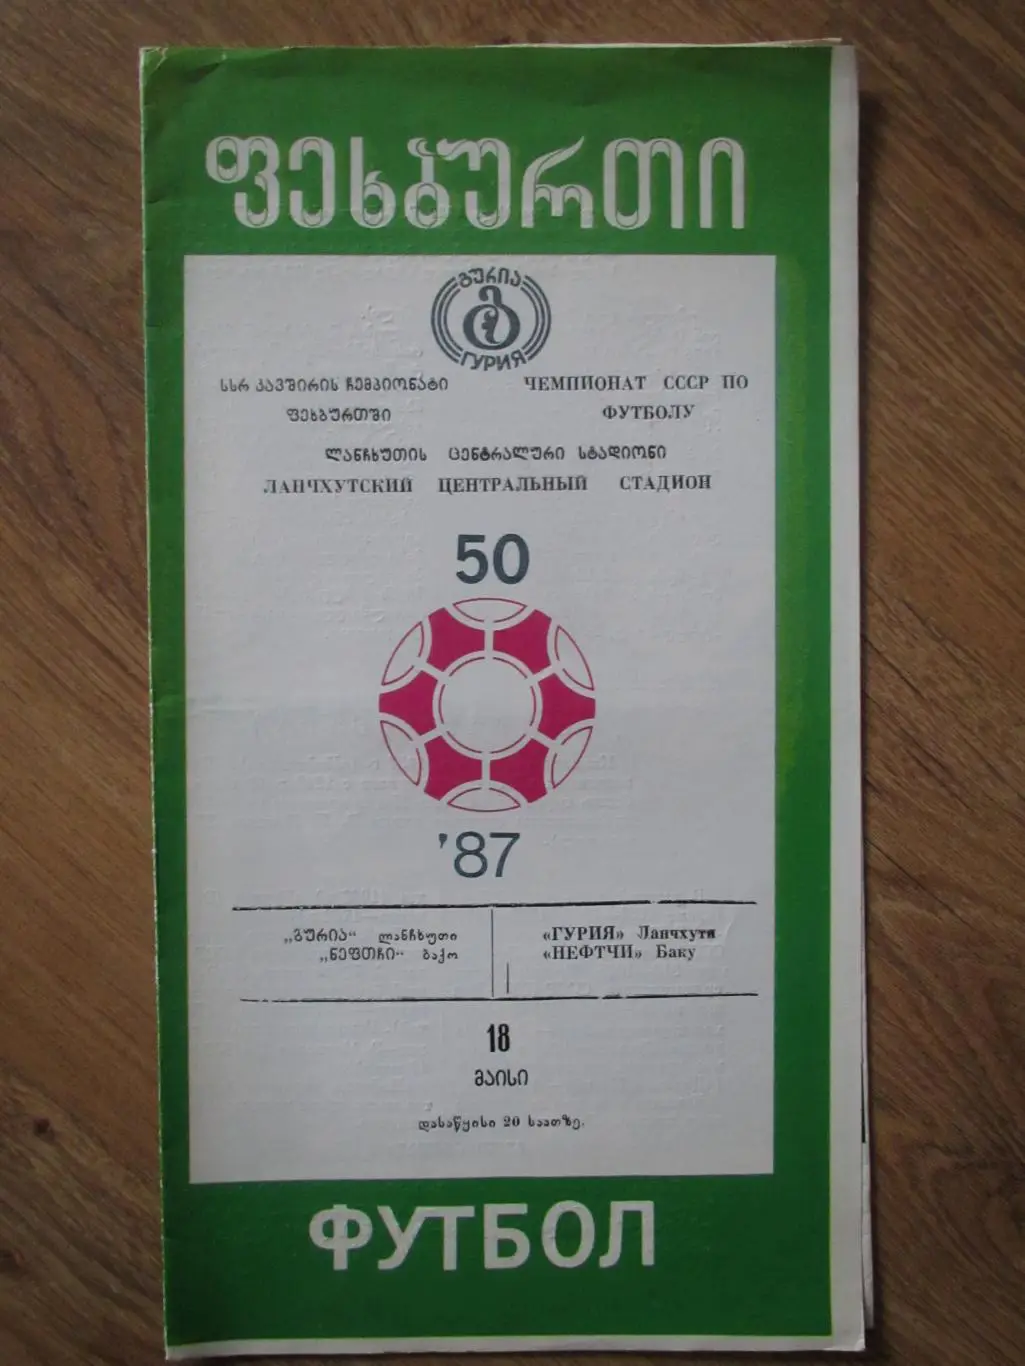 ფეხბურთი
გურია
ГУРИЯ
სსრ კავშირის ჩემპიონატი
ფეხბურთში
ЧЕМПИОНАТ СССР ПО
ФУТБОЛУ
ლანჩხუთის ცენტრალური სტადიონი
ЛАНЧХУТСКИЙ ЦЕНТРАЛЬНЫЙ СТАДИОН
50
'87
„გურია“ ლანჩხუთი
„ნეფთჩი“ ბაქო
«ГУРИЯ» Ланчхути
«НЕФТЧИ» Баку
18
მაისი
დასაწყისი 20 საათზე.
ФУТБОЛ